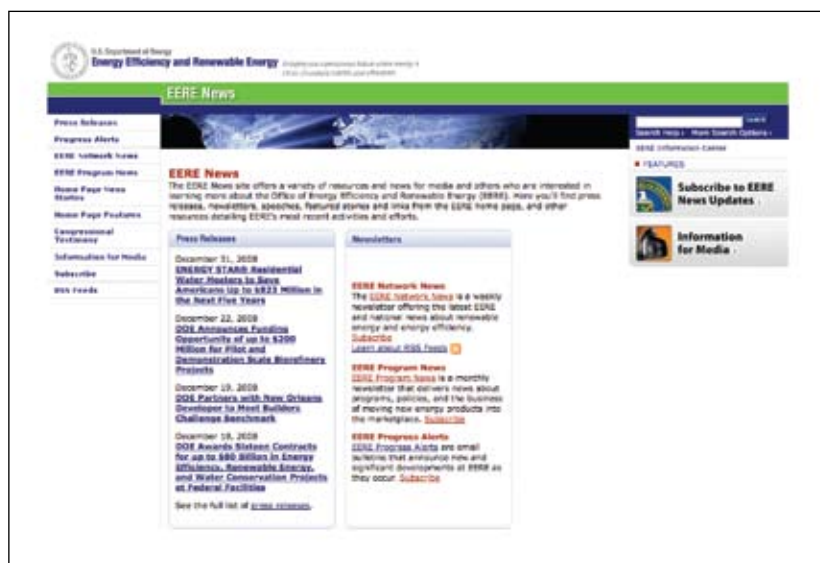 U.S. Department of Energy
Energy Efficiency and Renewable Energy
EERE News
Press Releases
Progress Alerts
EERE Network News
EERE Program News
Home Page News
Stories
Home Page Features
Congressional
Testimony
Information for Media
Subscribe
RSS Feeds
EERE News
The EERE News site offers a variety of resources and news for media and others who are interested in
learning more about the Office of Energy Efficiency and Renewable Energy (EERE). Here you'll find press
release, newsletters, speeches, featured stories and links from the EERE home page, and other
resources detailing EERE's most recent activities and efforts.
Press Releases
December 31, 2008
ENERGY STAR® Residential
Water Heaters to Save
Americans Up to $823 Million in
the Next Five Years
December 22, 2008
DOE Announces Funding
Opportunity of up to $200
Million for Pilot and
Demonstration Scale Biorefinery
Projects
December 19, 2008
DOE Partners with New Orleans
Developer to Meet Builders
Challenge Benchmark
December 18, 2008
DOE Awards Sixteen Contracts
for up to $80 Billion in Energy
Efficiency, Renewable Energy,
and Water Conservation Projects
at Federal Facilities
See the full list of press releases.
Newsletters
EERE Network News
The EERE Network News is a weekly
newsletter offering the latest EERE
and national news about renewable
energy and energy efficiency.
Subscribe
Learn about RSS Feeds
EERE Program News
EERE Program News is a monthly
newsletter that delivers news about
programs, policies, and the business
of moving new energy products into
the marketplace. Subscribe
EERE Progress Alerts
EERE Progress Alerts are email
bulletins that announce new and
significant developments at EERE as
they occur. Subscribe
Search Help › More Search Options ›
EERE Information Center
FEATURES
Subscribe to EERE
News Updates
Information
for Media